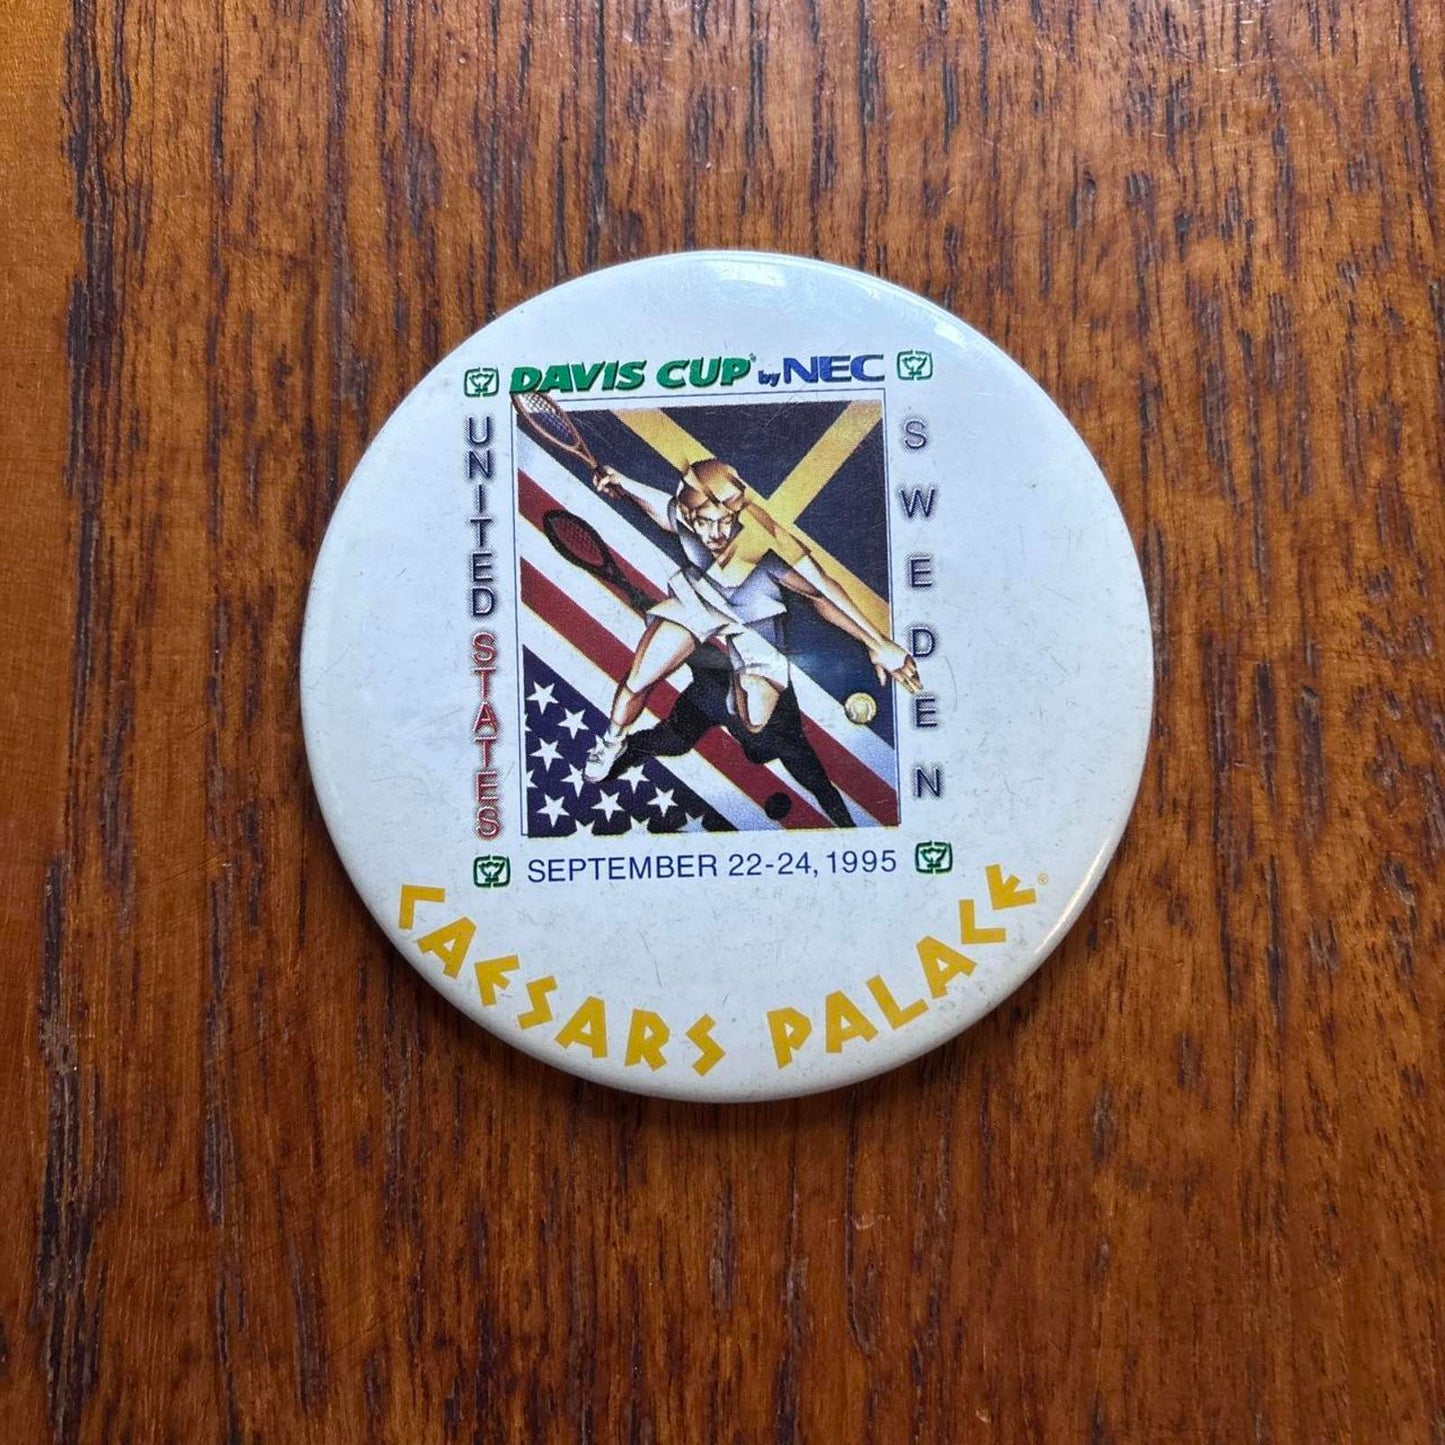 DAVIS CUP® by NEC
UNITED STATES
SWEDEN
SEPTEMBER 22-24, 1995
CAESARS PALACE®